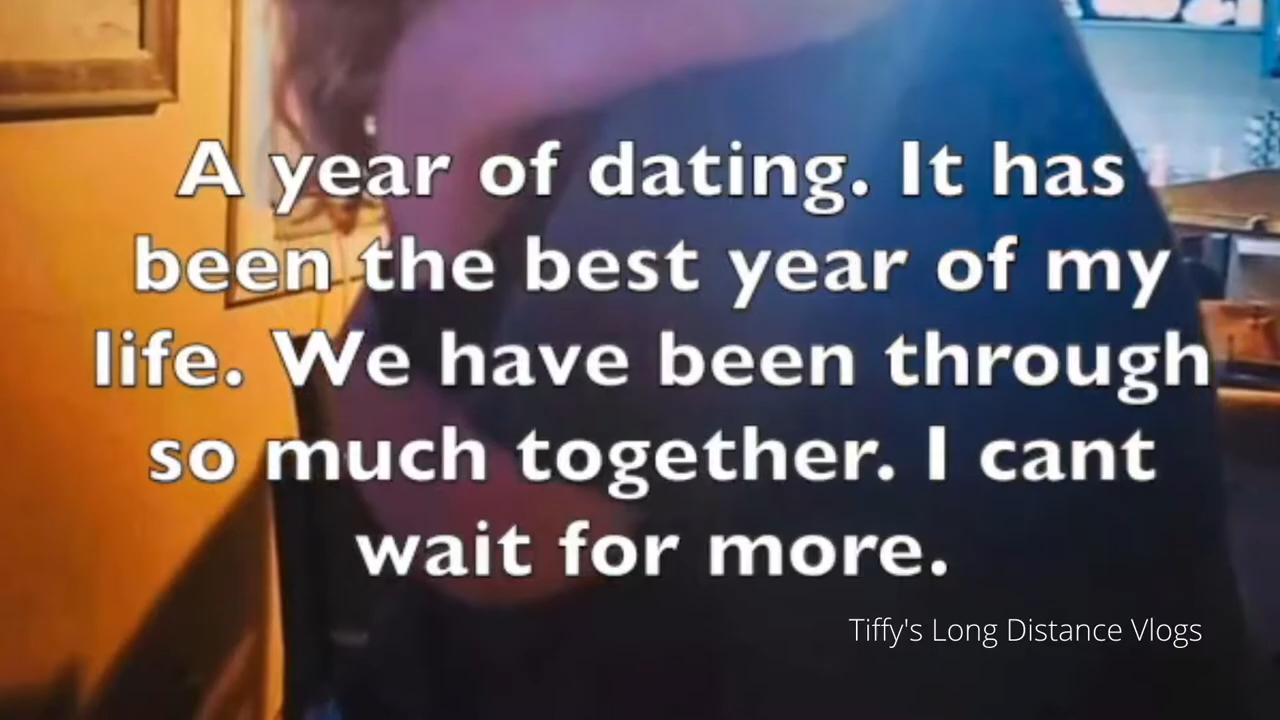 A year of dating. It has
been the best year of my
life. We have been through
so much together. I cant
wait for more.
Tiffy's Long Distance Vlogs